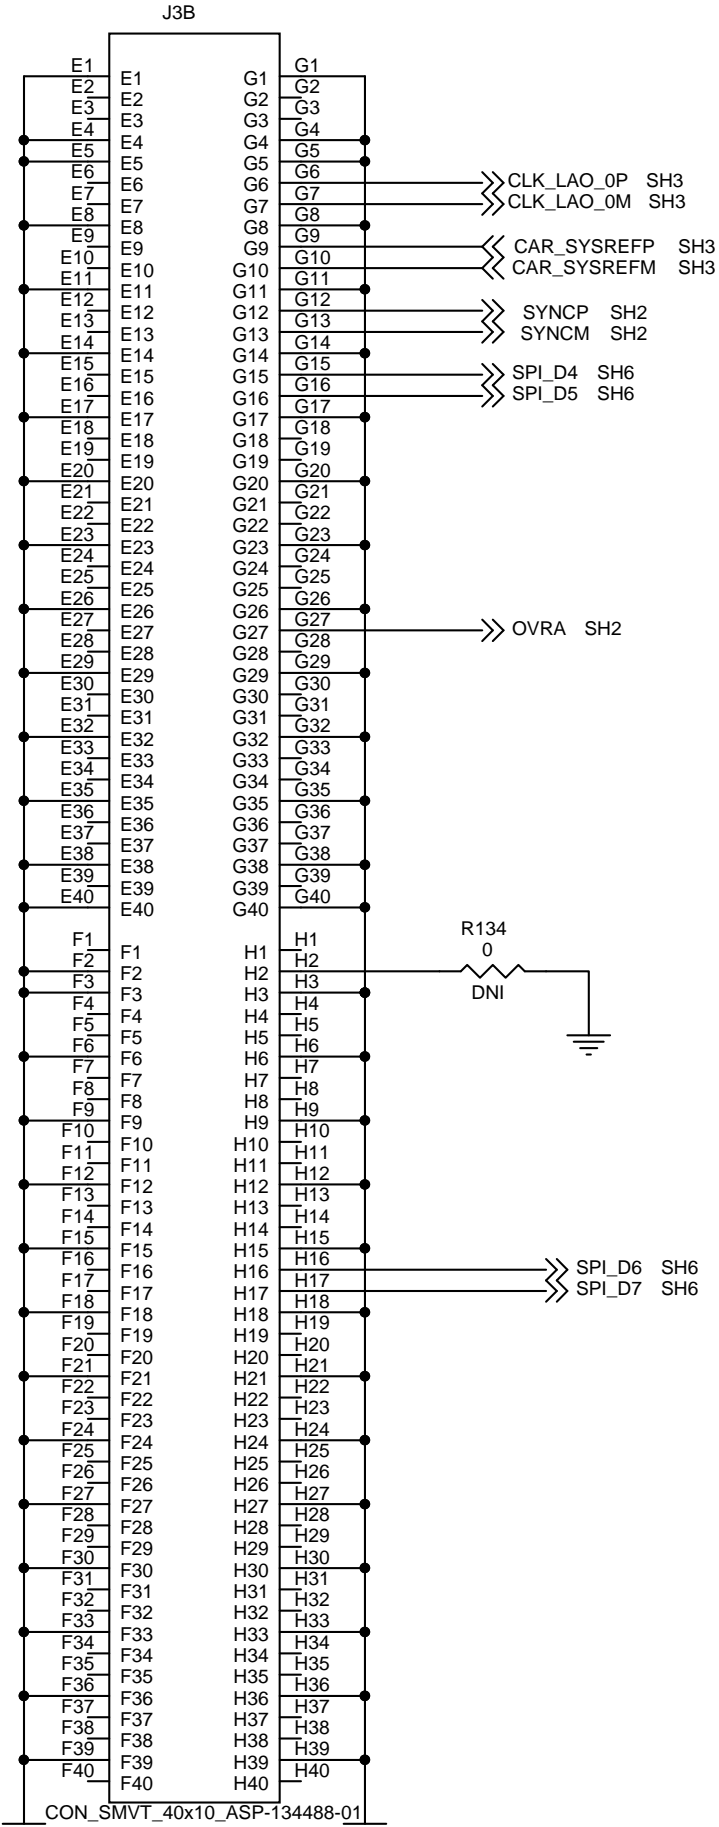 J3B
E1 E1 G1 G1
E2 E2 G2 G2
E3 E3 G3 G3
E4 E4 G4 G4
E5 E5 G5 G5
E6 E6 G6 G6 CLK_LAO_0P SH3
E7 E7 G7 G7 CLK_LAO_0M SH3
E8 E8 G8 G8
E9 E9 G9 G9 CAR_SYSREFP SH3
E10 E10 G10 G10 CAR_SYSREFM SH3
E11 E11 G11 G11
E12 E12 G12 G12 SYNCP SH2
E13 E13 G13 G13 SYNCM SH2
E14 E14 G14 G14
E15 E15 G15 G15 SPI_D4 SH6
E16 E16 G16 G16 SPI_D5 SH6
E17 E17 G17 G17
E18 E18 G18 G18
E19 E19 G19 G19
E20 E20 G20 G20
E21 E21 G21 G21
E22 E22 G22 G22
E23 E23 G23 G23
E24 E24 G24 G24
E25 E25 G25 G25
E26 E26 G26 G26
E27 E27 G27 G27 OVRA SH2
E28 E28 G28 G28
E29 E29 G29 G29
E30 E30 G30 G30
E31 E31 G31 G31
E32 E32 G32 G32
E33 E33 G33 G33
E34 E34 G34 G34
E35 E35 G35 G35
E36 E36 G36 G36
E37 E37 G37 G37
E38 E38 G38 G38
E39 E39 G39 G39
E40 E40 G40 G40
R134
0
DNI
F1 F1 H1 H1
F2 F2 H2 H2
F3 F3 H3 H3
F4 F4 H4 H4
F5 F5 H5 H5
F6 F6 H6 H6
F7 F7 H7 H7
F8 F8 H8 H8
F9 F9 H9 H9
F10 F10 H10 H10
F11 F11 H11 H11
F12 F12 H12 H12
F13 F13 H13 H13
F14 F14 H14 H14
F15 F15 H15 H15
F16 F16 H16 H16 SPI_D6 SH6
F17 F17 H17 H17 SPI_D7 SH6
F18 F18 H18 H18
F19 F19 H19 H19
F20 F20 H20 H20
F21 F21 H21 H21
F22 F22 H22 H22
F23 F23 H23 H23
F24 F24 H24 H24
F25 F25 H25 H25
F26 F26 H26 H26
F27 F27 H27 H27
F28 F28 H28 H28
F29 F29 H29 H29
F30 F30 H30 H30
F31 F31 H31 H31
F32 F32 H32 H32
F33 F33 H33 H33
F34 F34 H34 H34
F35 F35 H35 H35
F36 F36 H36 H36
F37 F37 H37 H37
F38 F38 H38 H38
F39 F39 H39 H39
F40 F40 H40 H40
CON_SMVT_40x10_ASP-134488-01